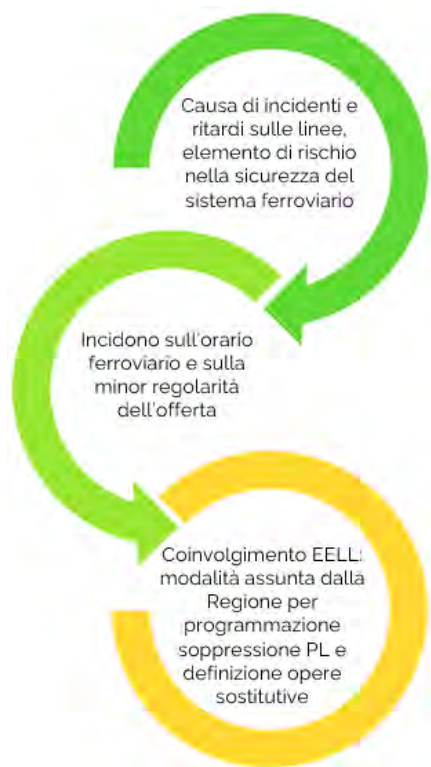 Causa di incidenti e
ritardi sulle linee,
elemento di rischio
nella sicurezza del
sistema ferroviario
Incidono sull'orario
ferroviario e sulla
minor regolarità
dell'offerta
Coinvolgimento EELL:
modalità assunta dalla
Regione per
programmazione
soppressione PL e
definizione opere
sostitutive